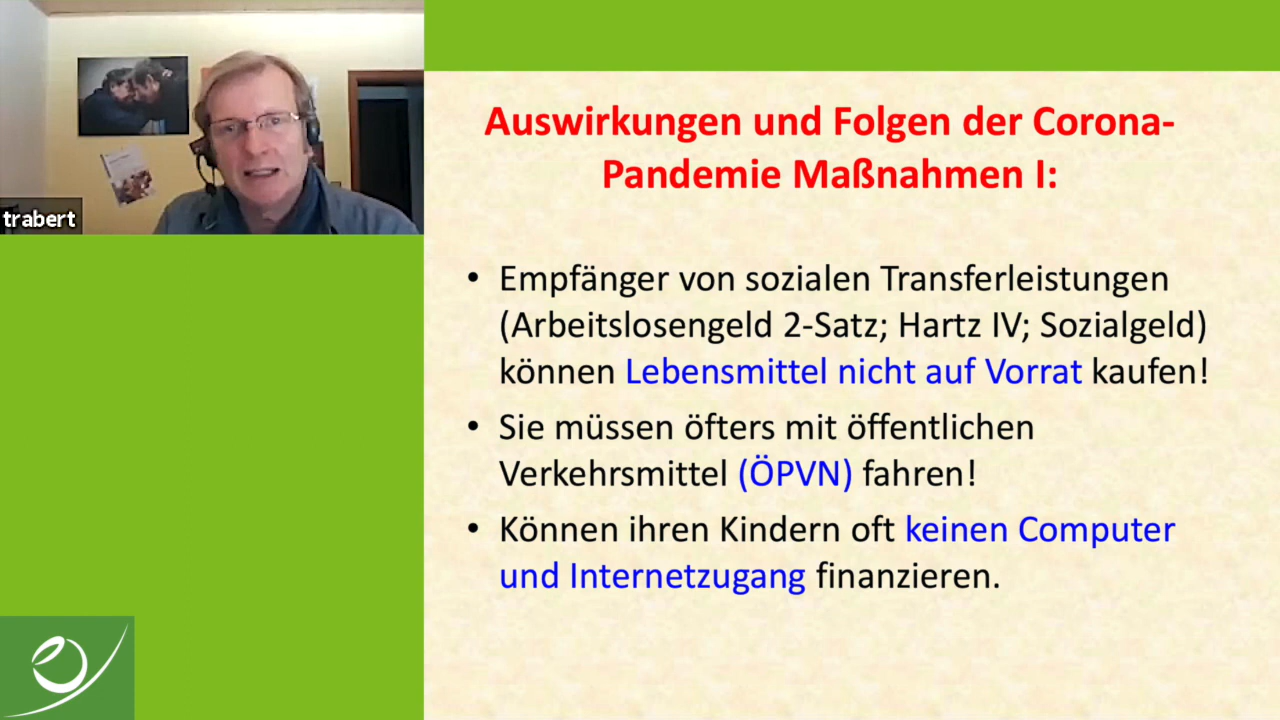 trabert
Auswirkungen und Folgen der Corona-
Pandemie Maßnahmen I:
• Empfänger von sozialen Transferleistungen
(Arbeitslosengeld 2-Satz; Hartz IV; Sozialgeld)
können Lebensmittel nicht auf Vorrat kaufen!
• Sie müssen öfters mit öffentlichen
Verkehrsmittel (ÖPVN) fahren!
• Können ihren Kindern oft keinen Computer
und Internetzugang finanzieren.